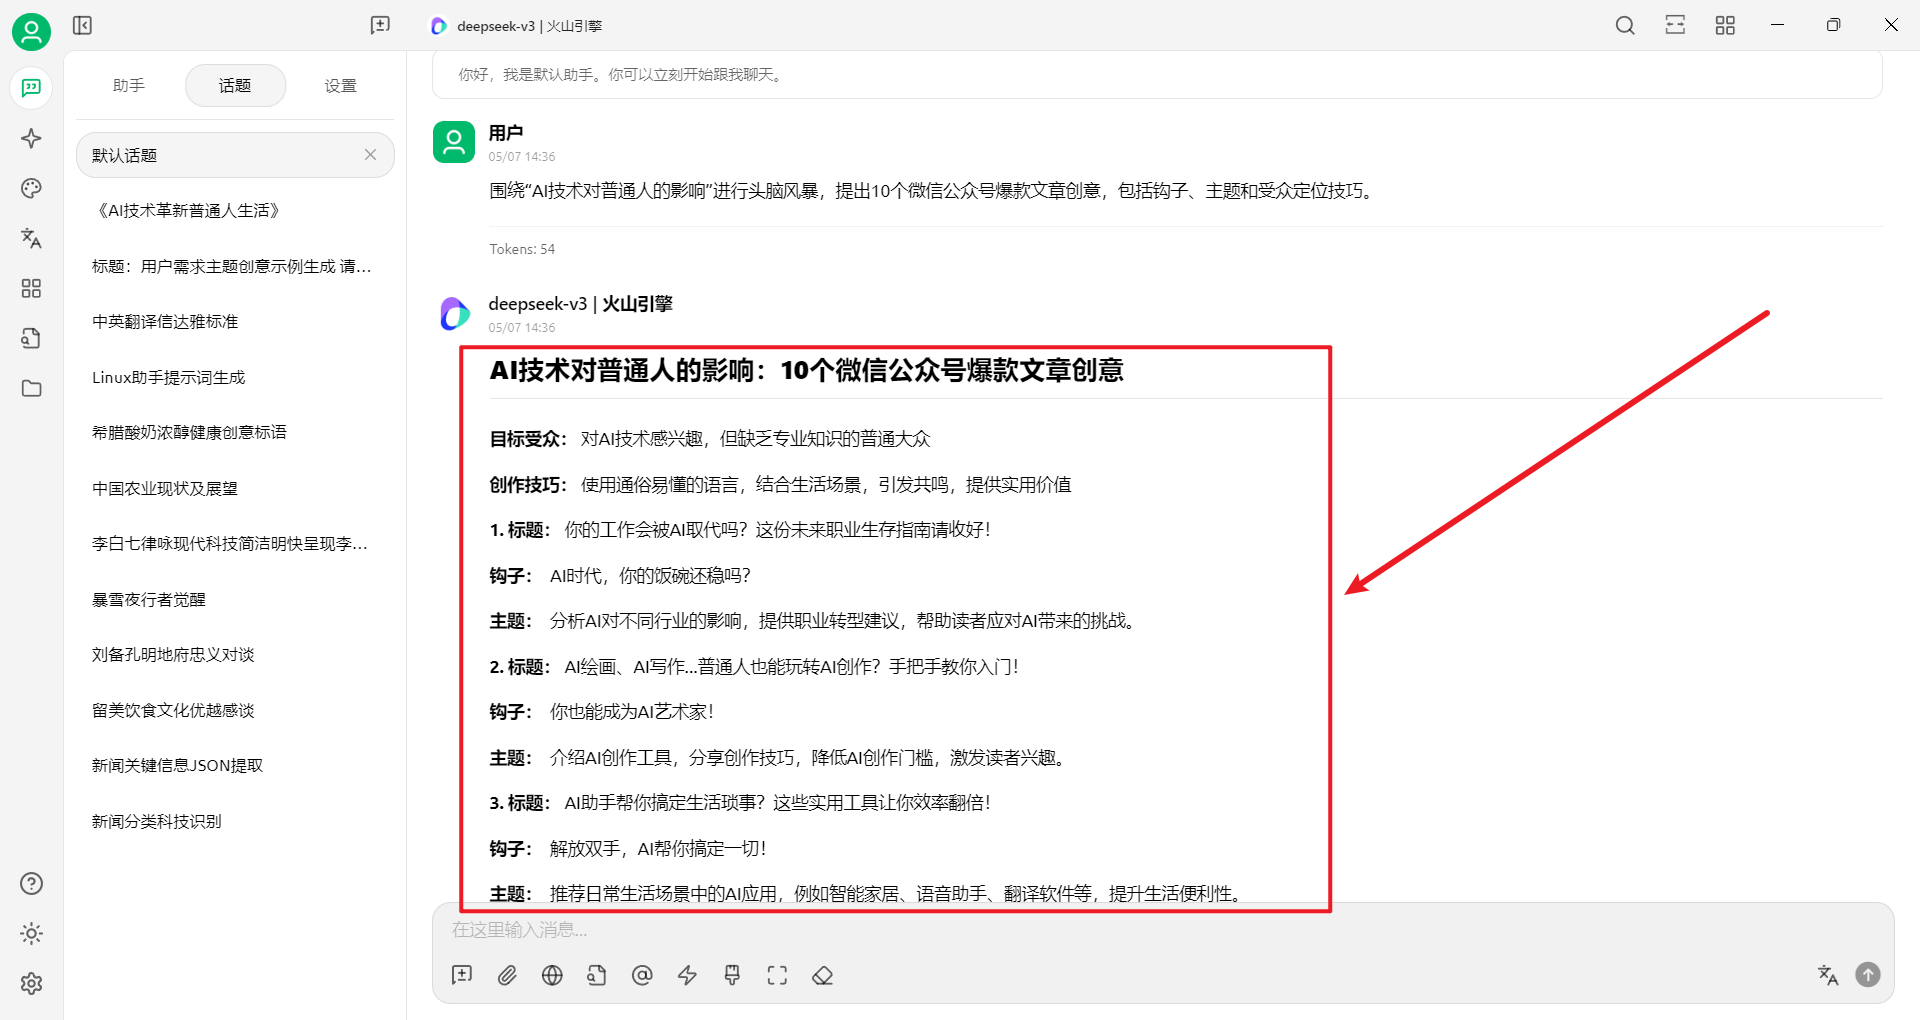 deepseek-v3 | 火山引擎
助手
话题
设置
默认话题
《AI技术革新普通人生活》
标题：用户需求主题创意示例生成 请...
中英翻译信达雅标准
Linux助手提示词生成
希腊酸奶浓醇健康创意标语
中国农业现状及展望
李白七律咏现代科技简洁明快呈现李...
暴雪夜行者觉醒
刘备孔明地府忠义对谈
留美饮食文化优越感谈
新闻关键信息JSON提取
新闻分类科技识别
你好，我是默认助手。你可以立刻开始跟我聊天。
用户
05/07 14:36
围绕“AI技术对普通人的影响”进行头脑风暴，提出10个微信公众号爆款文章创意，包括钩子、主题和受众定位技巧。
Tokens: 54
deepseek-v3 | 火山引擎
05/07 14:36
AI技术对普通人的影响：10个微信公众号爆款文章创意
目标受众： 对AI技术感兴趣，但缺乏专业知识的普通大众
创作技巧： 使用通俗易懂的语言，结合生活场景，引发共鸣，提供实用价值
1. 标题： 你的工作会被AI取代吗？这份未来职业生存指南请收好！
钩子： AI时代，你的饭碗还稳吗？
主题： 分析AI对不同行业的影响，提供职业转型建议，帮助读者应对AI带来的挑战。
2. 标题： AI绘画、AI写作...普通人也能玩转AI创作？手把手教你入门！
钩子： 你也能成为AI艺术家！
主题： 介绍AI创作工具，分享创作技巧，降低AI创作门槛，激发读者兴趣。
3. 标题： AI助手帮你搞定生活琐事？这些实用工具让你效率翻倍！
钩子： 解放双手，AI帮你搞定一切！
主题： 推荐日常生活场景中的AI应用，例如智能家居、语音助手、翻译软件等，提升生活便利性。
在这里输入消息...